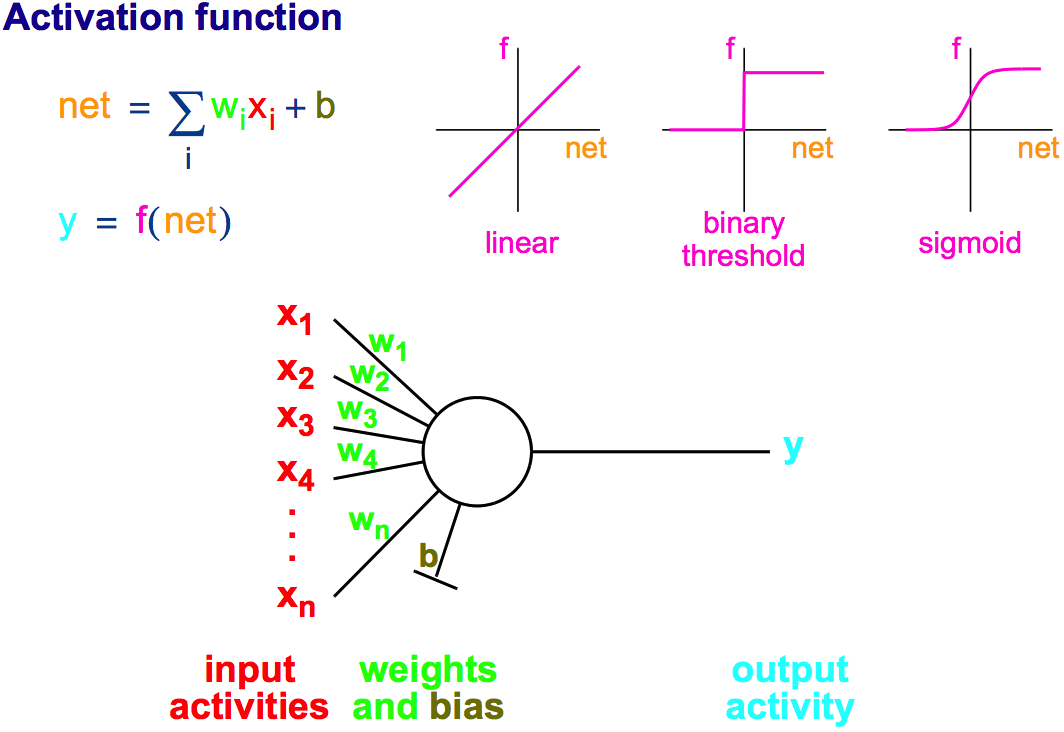 Activation function
net = ∑ wᵢxᵢ + b
i
y = f(net)
f
net
linear
f
net
binary
threshold
f
net
sigmoid
x₁
w₁
x₂
w₂
x₃
w₃
x₄
w₄
.
.
.
xₙ
wₙ
b
y
input
activities
weights
and bias
output
activity